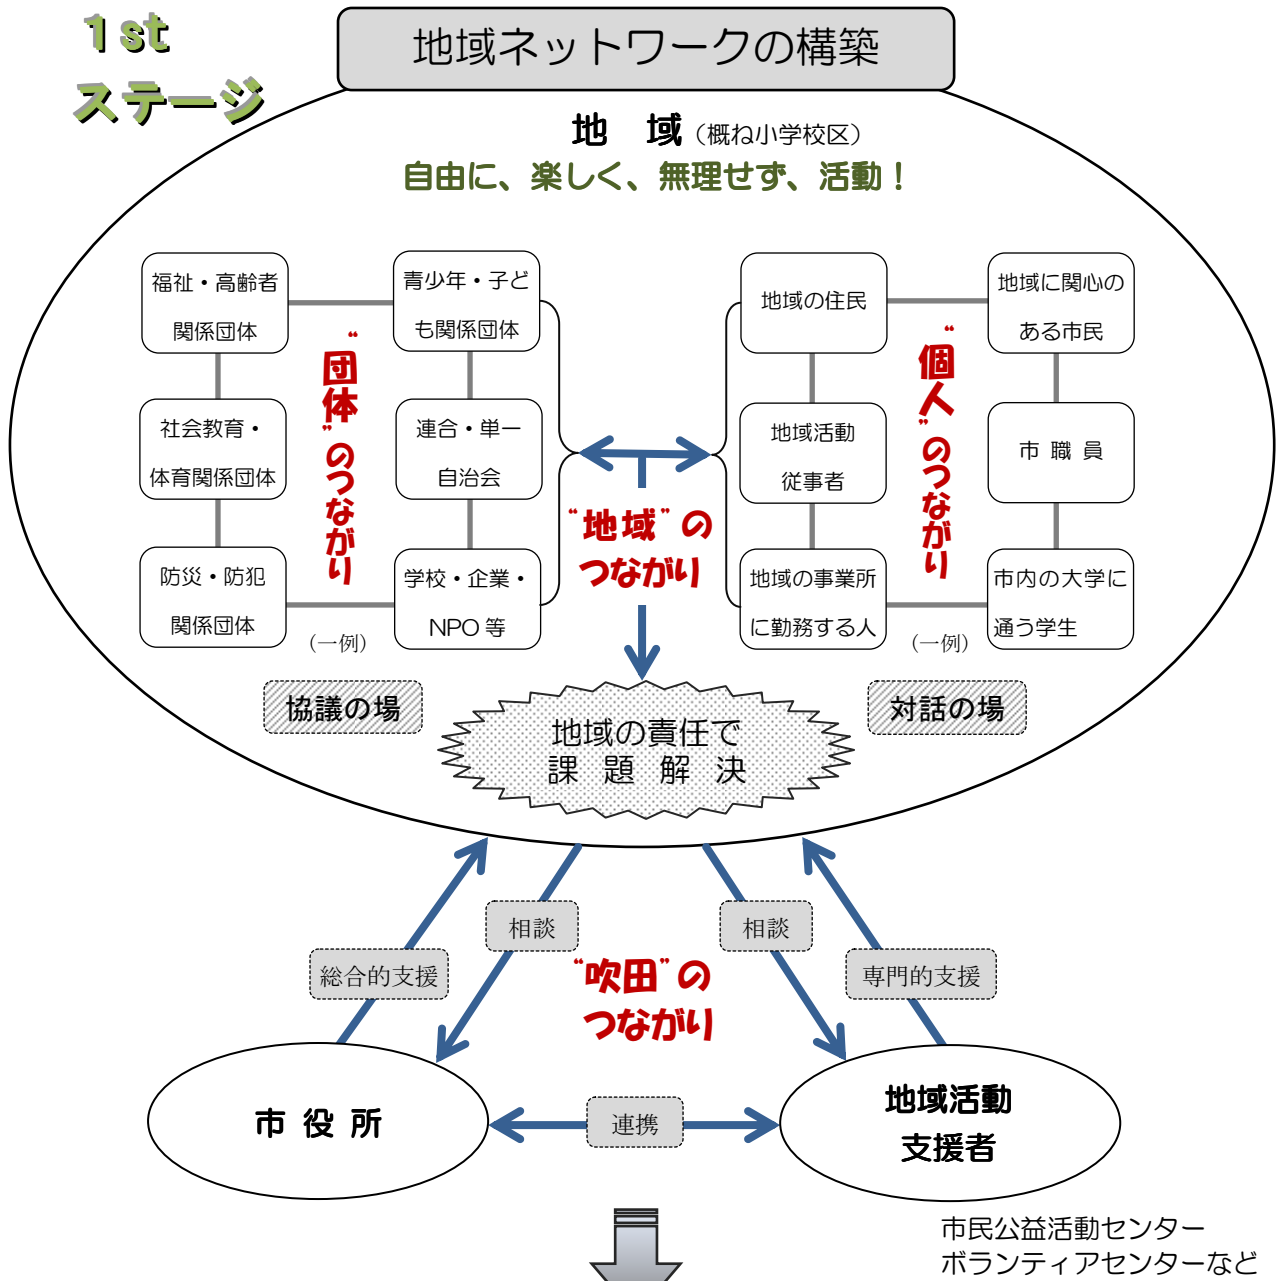 1st
ステージ
地域ネットワークの構築
地　域（概ね小学校区）
自由に、楽しく、無理せず、活動！
福祉・高齢者
関係団体
青少年・子ど
も関係団体
社会教育・
体育関係団体
連合・単一
自治会
防災・防犯
関係団体
学校・企業・
NPO 等
“団体”のつながり
（一例）
協議の場
地域の住民
地域に関心の
ある市民
地域活動
従事者
市 職 員
地域の事業所
に勤務する人
市内の大学に
通う学生
“個人”のつながり
（一例）
対話の場
“地域”の
つながり
地域の責任で
課 題 解 決
総合的支援
相談
相談
専門的支援
“吹田”の
つながり
市 役 所
連携
地域活動
支援者
市民公益活動センター
ボランティアセンターなど